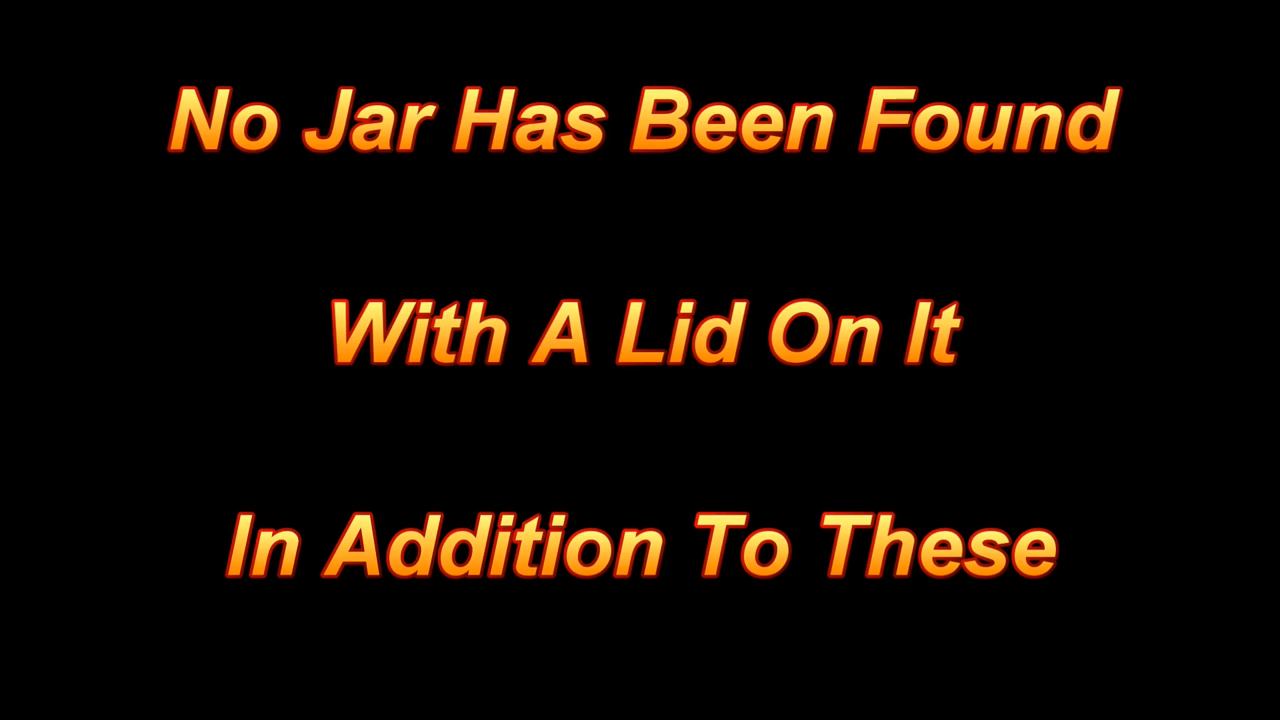 No Jar Has Been Found
With A Lid On It
In Addition To These